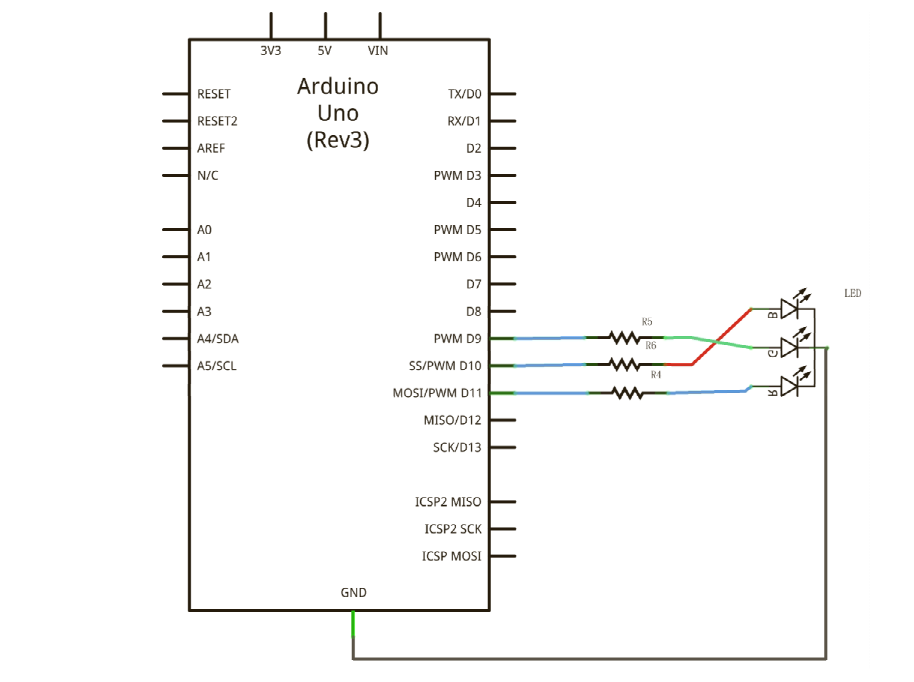 3V3 5V VIN
Arduino
Uno
(Rev3)
RESET
RESET2
AREF
N/C
A0
A1
A2
A3
A4/SDA
A5/SCL
TX/D0
RX/D1
D2
PWM D3
D4
PWM D5
PWM D6
D7
D8
PWM D9
SS/PWM D10
MOSI/PWM D11
MISO/D12
SCK/D13
ICSP2 MISO
ICSP2 SCK
ICSP MOSI
GND
R5
R6
R4
B
G
R
LED